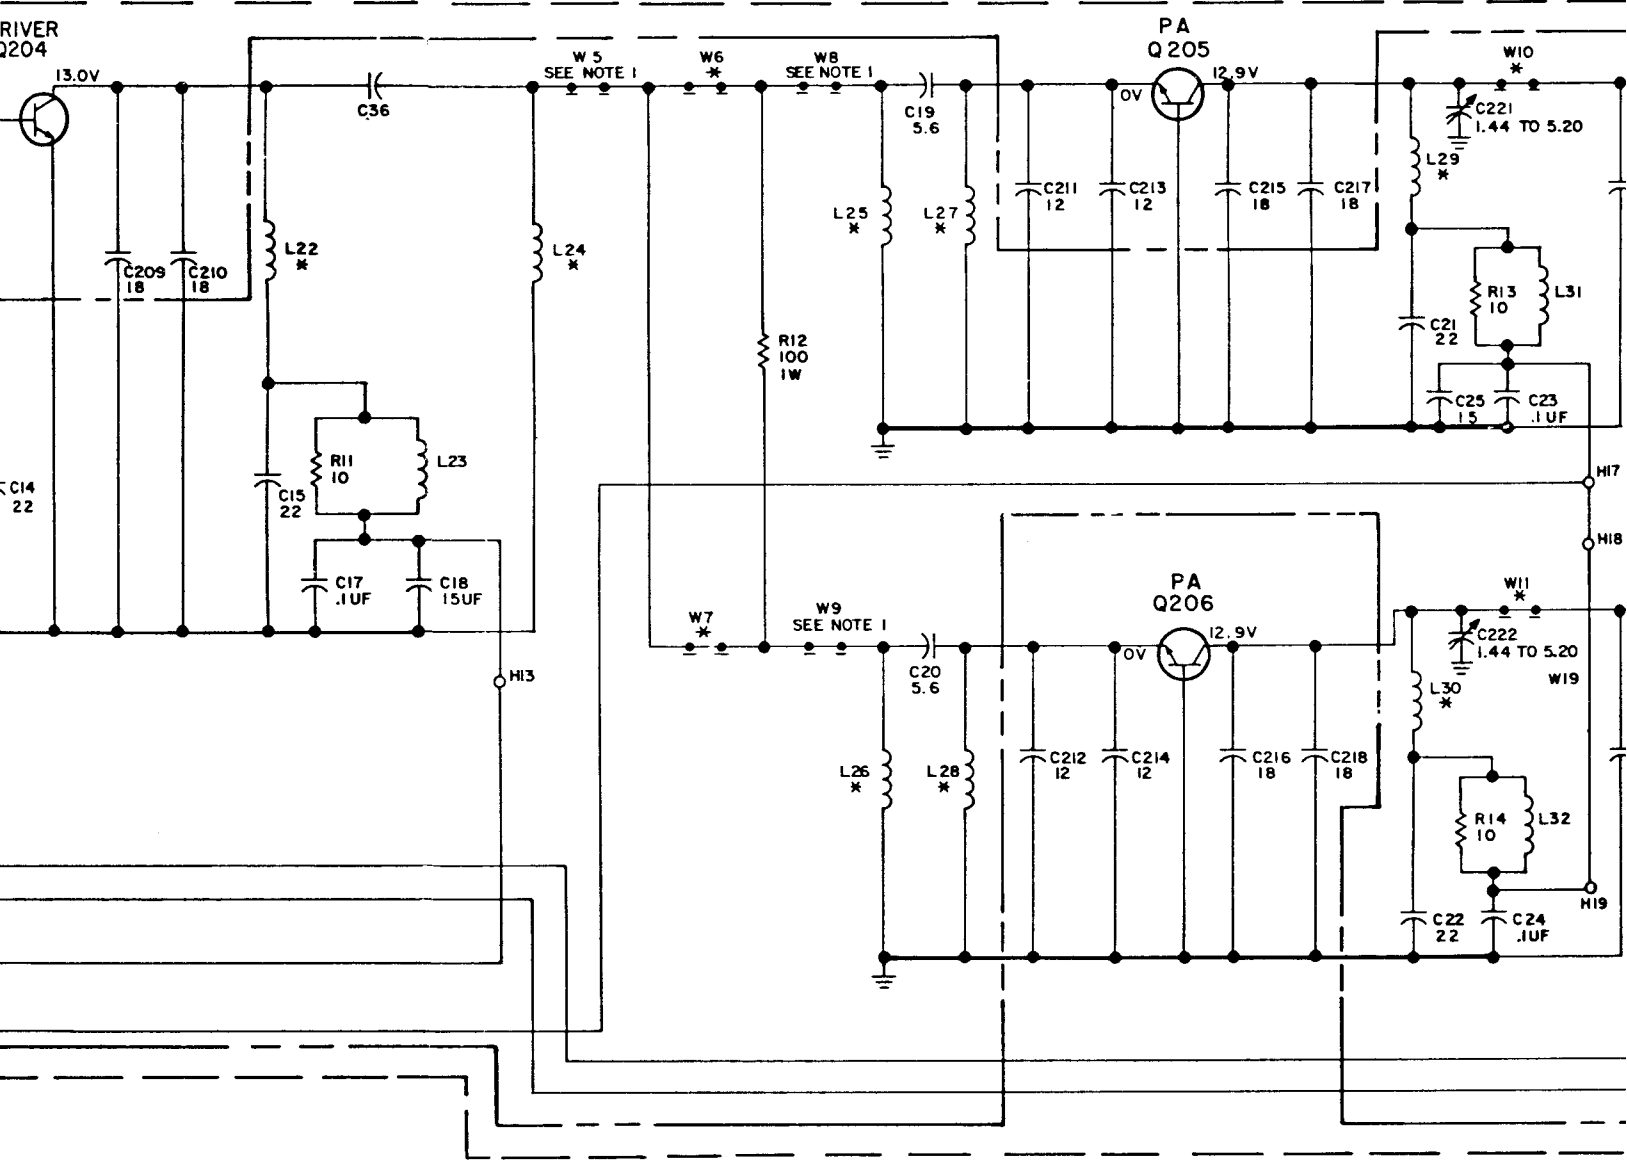 RIVER
Q204
13.0V
C36
W5
SEE NOTE 1
W6
*
W8
SEE NOTE 1
C19
5.6
PA
Q205
0V
12.9V
W10
*
C221
1.44 TO 5.20
L29
*
C209
18
C210
18
L22
*
L24
*
L25
*
L27
*
C211
12
C213
12
C215
18
C217
18
R13
10
L31
C21
22
R12
100
1W
C25
15
C23
.1UF
R11
10
L23
C14
22
C15
22
H17
H18
C17
.1UF
C18
15UF
H13
W7
*
W9
SEE NOTE 1
C20
5.6
PA
Q206
0V
12.9V
W11
*
C222
1.44 TO 5.20
W19
L30
*
L26
*
L28
*
C212
12
C214
12
C216
18
C218
18
R14
10
L32
C22
22
C24
.1UF
H19